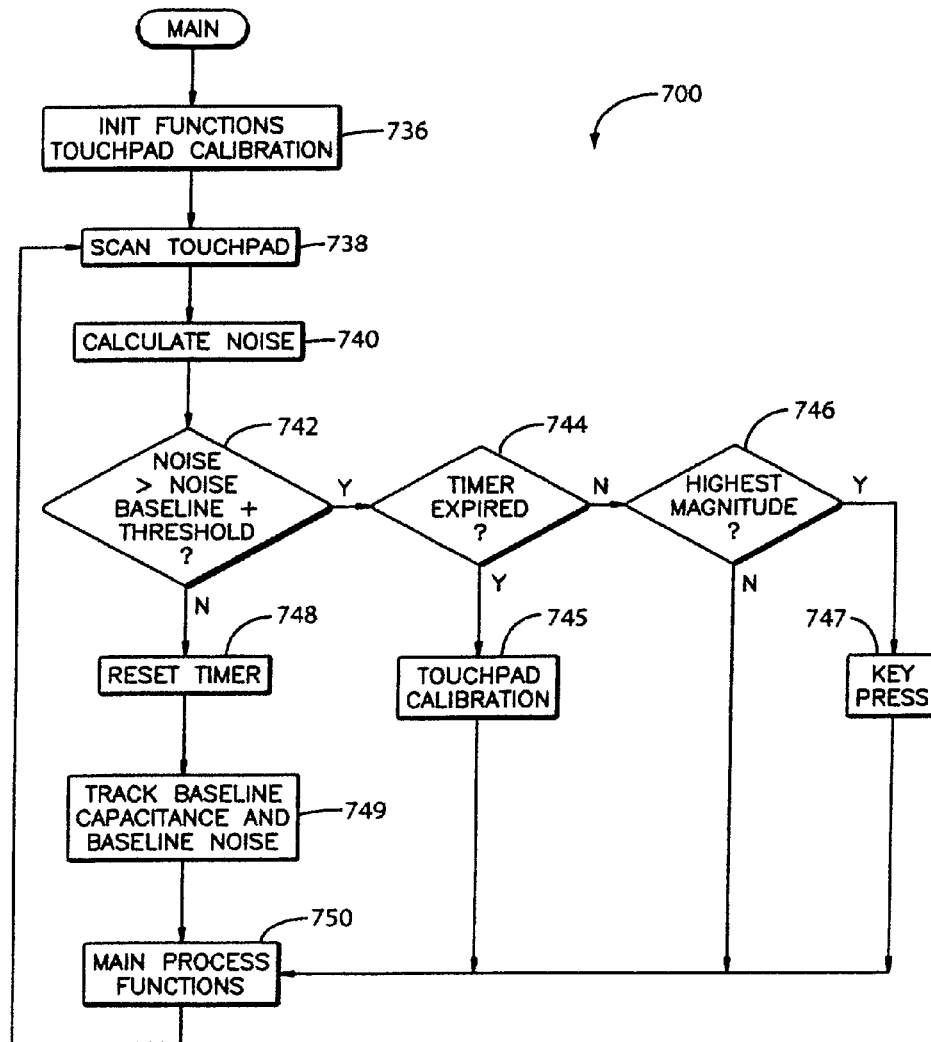 MAIN
700
INIT FUNCTIONS
TOUCHPAD CALIBRATION
736
SCAN TOUCHPAD
738
CALCULATE NOISE
740
742
NOISE
> NOISE
BASELINE +
THRESHOLD
?
Y
N
744
TIMER
EXPIRED
?
N
Y
746
HIGHEST
MAGNITUDE
?
Y
N
748
RESET TIMER
745
TOUCHPAD
CALIBRATION
747
KEY
PRESS
TRACK BASELINE
CAPACITANCE AND
BASELINE NOISE
749
750
MAIN PROCESS
FUNCTIONS